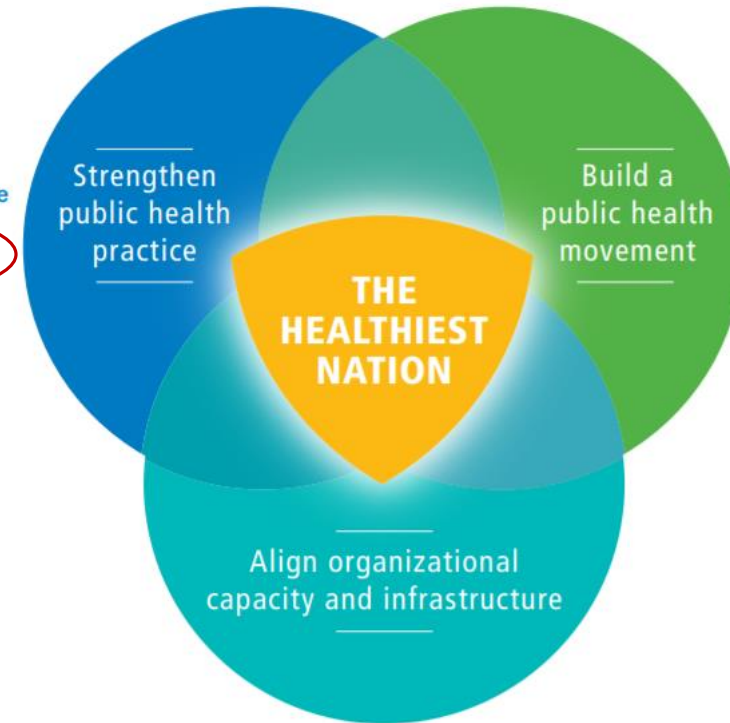 Strengthen
public health
practice
Build a
public health
movement
THE
HEALTHIEST
NATION
Align organizational
capacity and infrastructure